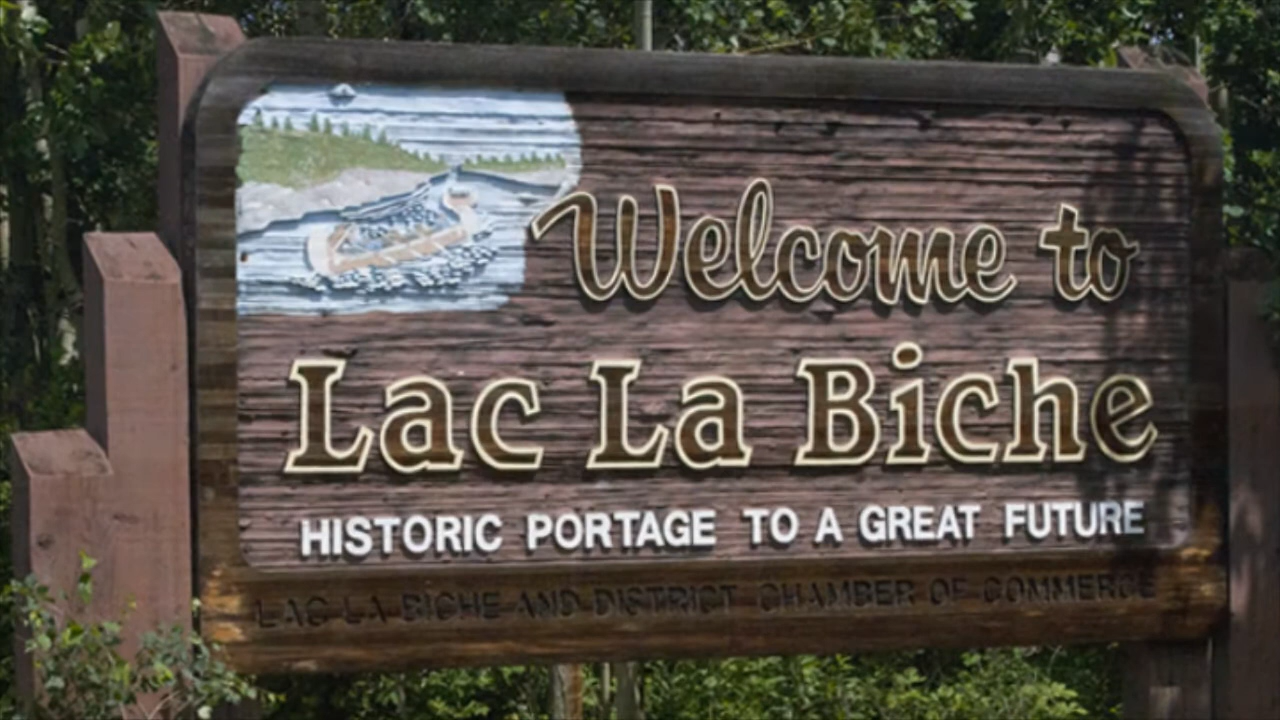 Welcome to
Lac La Biche
HISTORIC PORTAGE TO A GREAT FUTURE
LAC LA BICHE AND DISTRICT CHAMBER OF COMMERCE